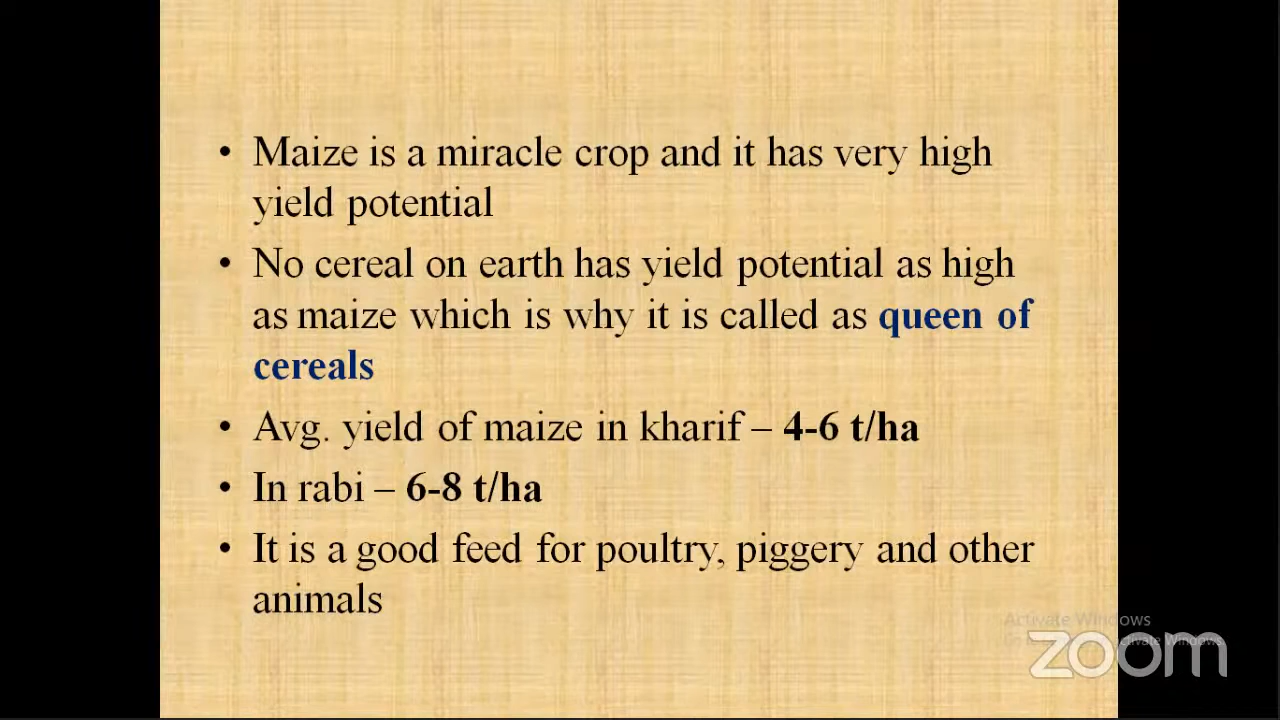 • Maize is a miracle crop and it has very high
yield potential
• No cereal on earth has yield potential as high
as maize which is why it is called as queen of
cereals
• Avg. yield of maize in kharif – 4-6 t/ha
• In rabi – 6-8 t/ha
• It is a good feed for poultry, piggery and other
animals
Activate Windows
zoom